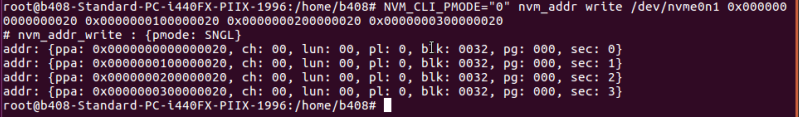 root@b408-Standard-PC-i440FX-PIIX-1996:/home/b408# NVM_CLI_PMODE="0" nvm_addr write /dev/nvme0n1 0x000000
0000000020 0x0000000100000020 0x0000000200000020 0x0000000300000020
# nvm_addr_write : {pmode: SNGL}
addr: {ppa: 0x0000000000000020, ch: 00, lun: 00, pl: 0, blk: 0032, pg: 000, sec: 0}
addr: {ppa: 0x0000000100000020, ch: 00, lun: 00, pl: 0, blk: 0032, pg: 000, sec: 1}
addr: {ppa: 0x0000000200000020, ch: 00, lun: 00, pl: 0, blk: 0032, pg: 000, sec: 2}
addr: {ppa: 0x0000000300000020, ch: 00, lun: 00, pl: 0, blk: 0032, pg: 000, sec: 3}
root@b408-Standard-PC-i440FX-PIIX-1996:/home/b408#